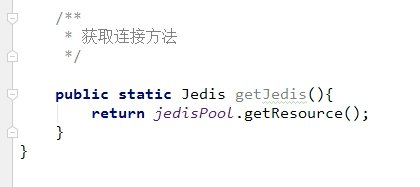 /**
* 获取连接方法
*/
public static Jedis getJedis(){
return jedisPool.getResource();
}
}